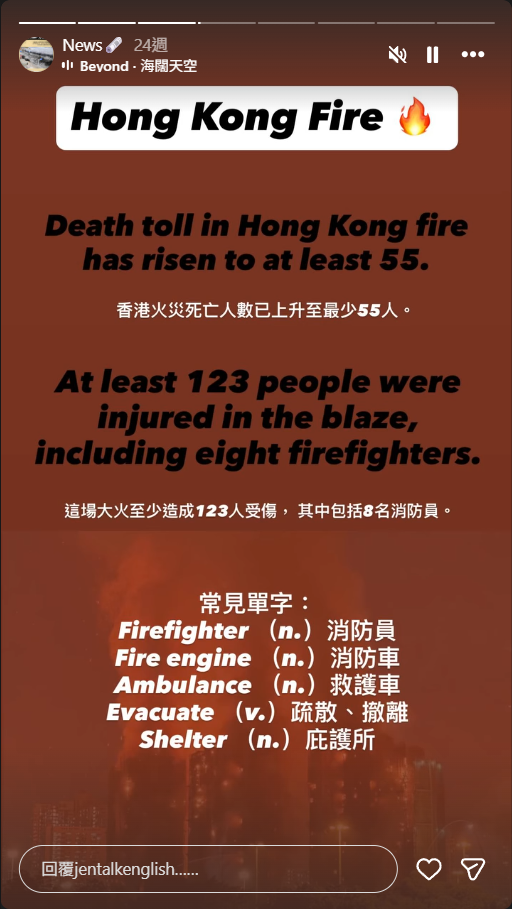 News🩹 24週
Beyond · 海闊天空
Hong Kong Fire 🔥
Death toll in Hong Kong fire
has risen to at least 55.
香港火災死亡人數已上升至最少55人。
At least 123 people were
injured in the blaze,
including eight firefighters.
這場大火至少造成123人受傷， 其中包括8名消防員。
常見單字：
Firefighter （n.）消防員
Fire engine （n.）消防車
Ambulance （n.）救護車
Evacuate （v.）疏散、撤離
Shelter （n.）庇護所
回覆jentalkenglish......